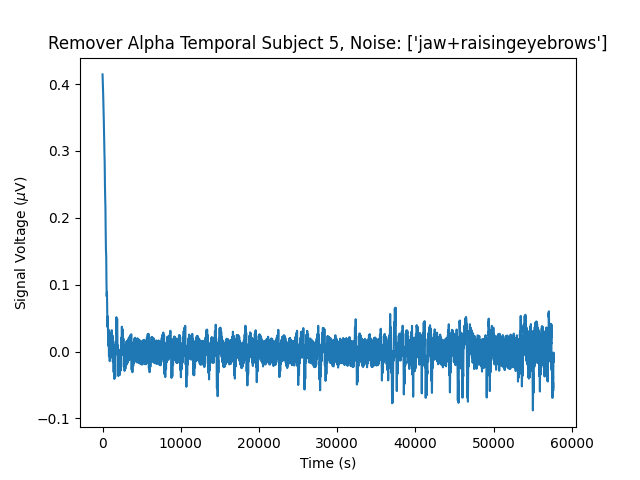 Remover Alpha Temporal Subject 5, Noise: ['jaw+raisingeyebrows']
Signal Voltage (μV)
0.4
0.3
0.2
0.1
0.0
−0.1
0 10000 20000 30000 40000 50000 60000
Time (s)